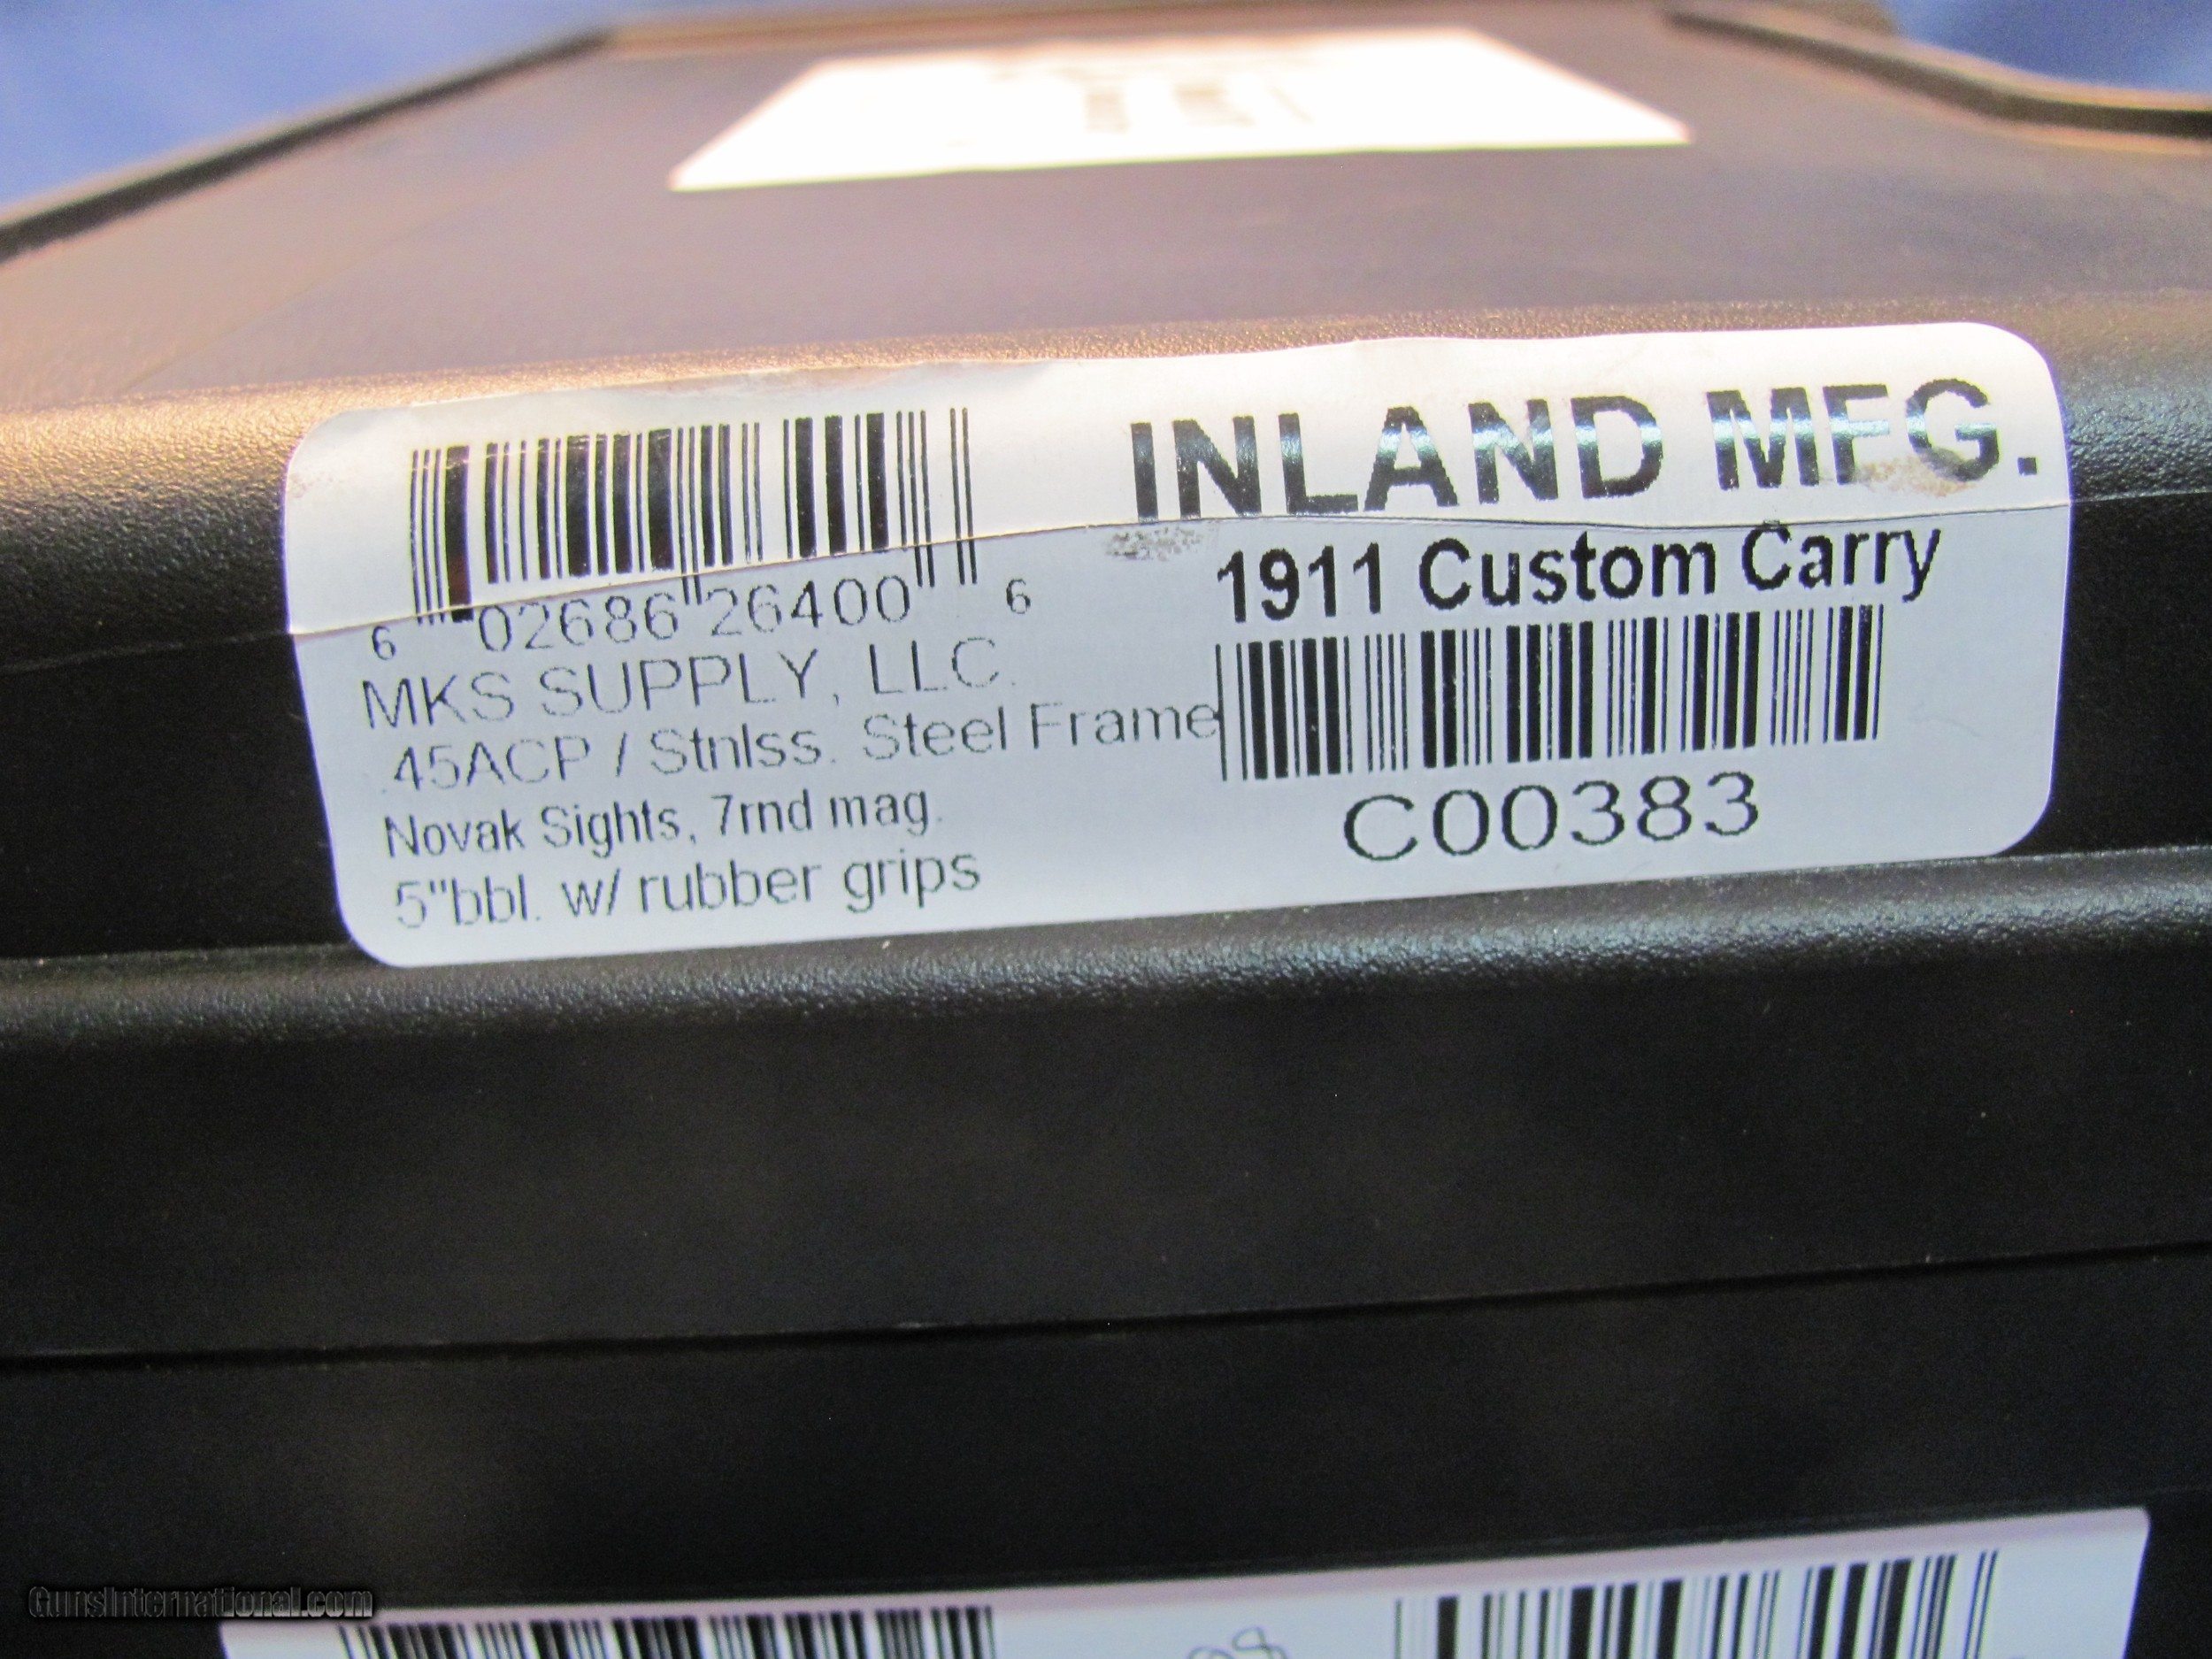 INLAND MFG.
1911 Custom Carry
6 02686 26400 6
MKS SUPPLY, LLC.
.45ACP / Stnlss. Steel Frame
Novak Sights, 7rnd mag.
5"bbl. w/ rubber grips
C00383
GunsInternational.com